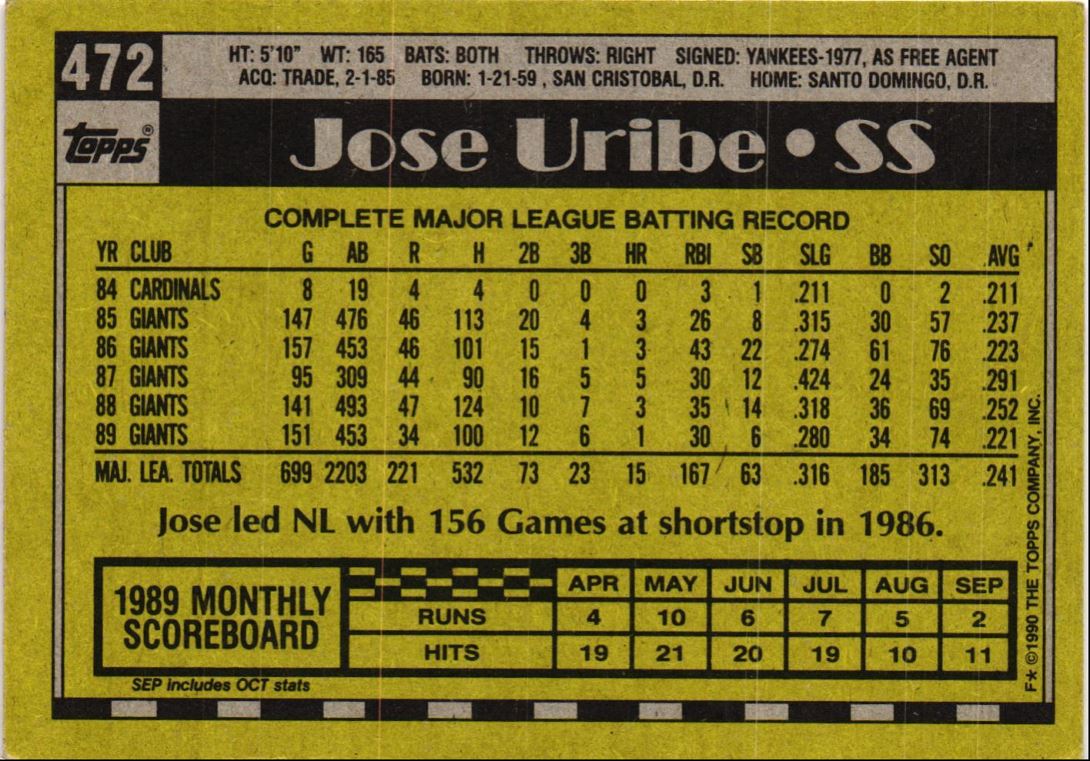 472
HT: 5'10" WT: 165 BATS: BOTH THROWS: RIGHT SIGNED: YANKEES-1977, AS FREE AGENT
ACQ: TRADE, 2-1-85 BORN: 1-21-59 , SAN CRISTOBAL, D.R. HOME: SANTO DOMINGO, D.R.
TOPPS®
Jose Uribe • SS
COMPLETE MAJOR LEAGUE BATTING RECORD
YR CLUB G AB R H 2B 3B HR RBI SB SLG BB SO AVG
84 CARDINALS 8 19 4 4 0 0 0 3 1 .211 0 2 .211
85 GIANTS 147 476 46 113 20 4 3 26 8 .315 30 57 .237
86 GIANTS 157 453 46 101 15 1 3 43 22 .274 61 76 .223
87 GIANTS 95 309 44 90 16 5 5 30 12 .424 24 35 .291
88 GIANTS 141 493 47 124 10 7 3 35 14 .318 36 69 .252
89 GIANTS 151 453 34 100 12 6 1 30 6 .280 34 74 .221
MAJ. LEA. TOTALS 699 2203 221 532 73 23 15 167 63 .316 185 313 .241
Jose led NL with 156 Games at shortstop in 1986.
1989 MONTHLY
SCOREBOARD
APR MAY JUN JUL AUG SEP
RUNS 4 10 6 7 5 2
HITS 19 21 20 19 10 11
SEP includes OCT stats
F* ©1990 THE TOPPS COMPANY, INC.